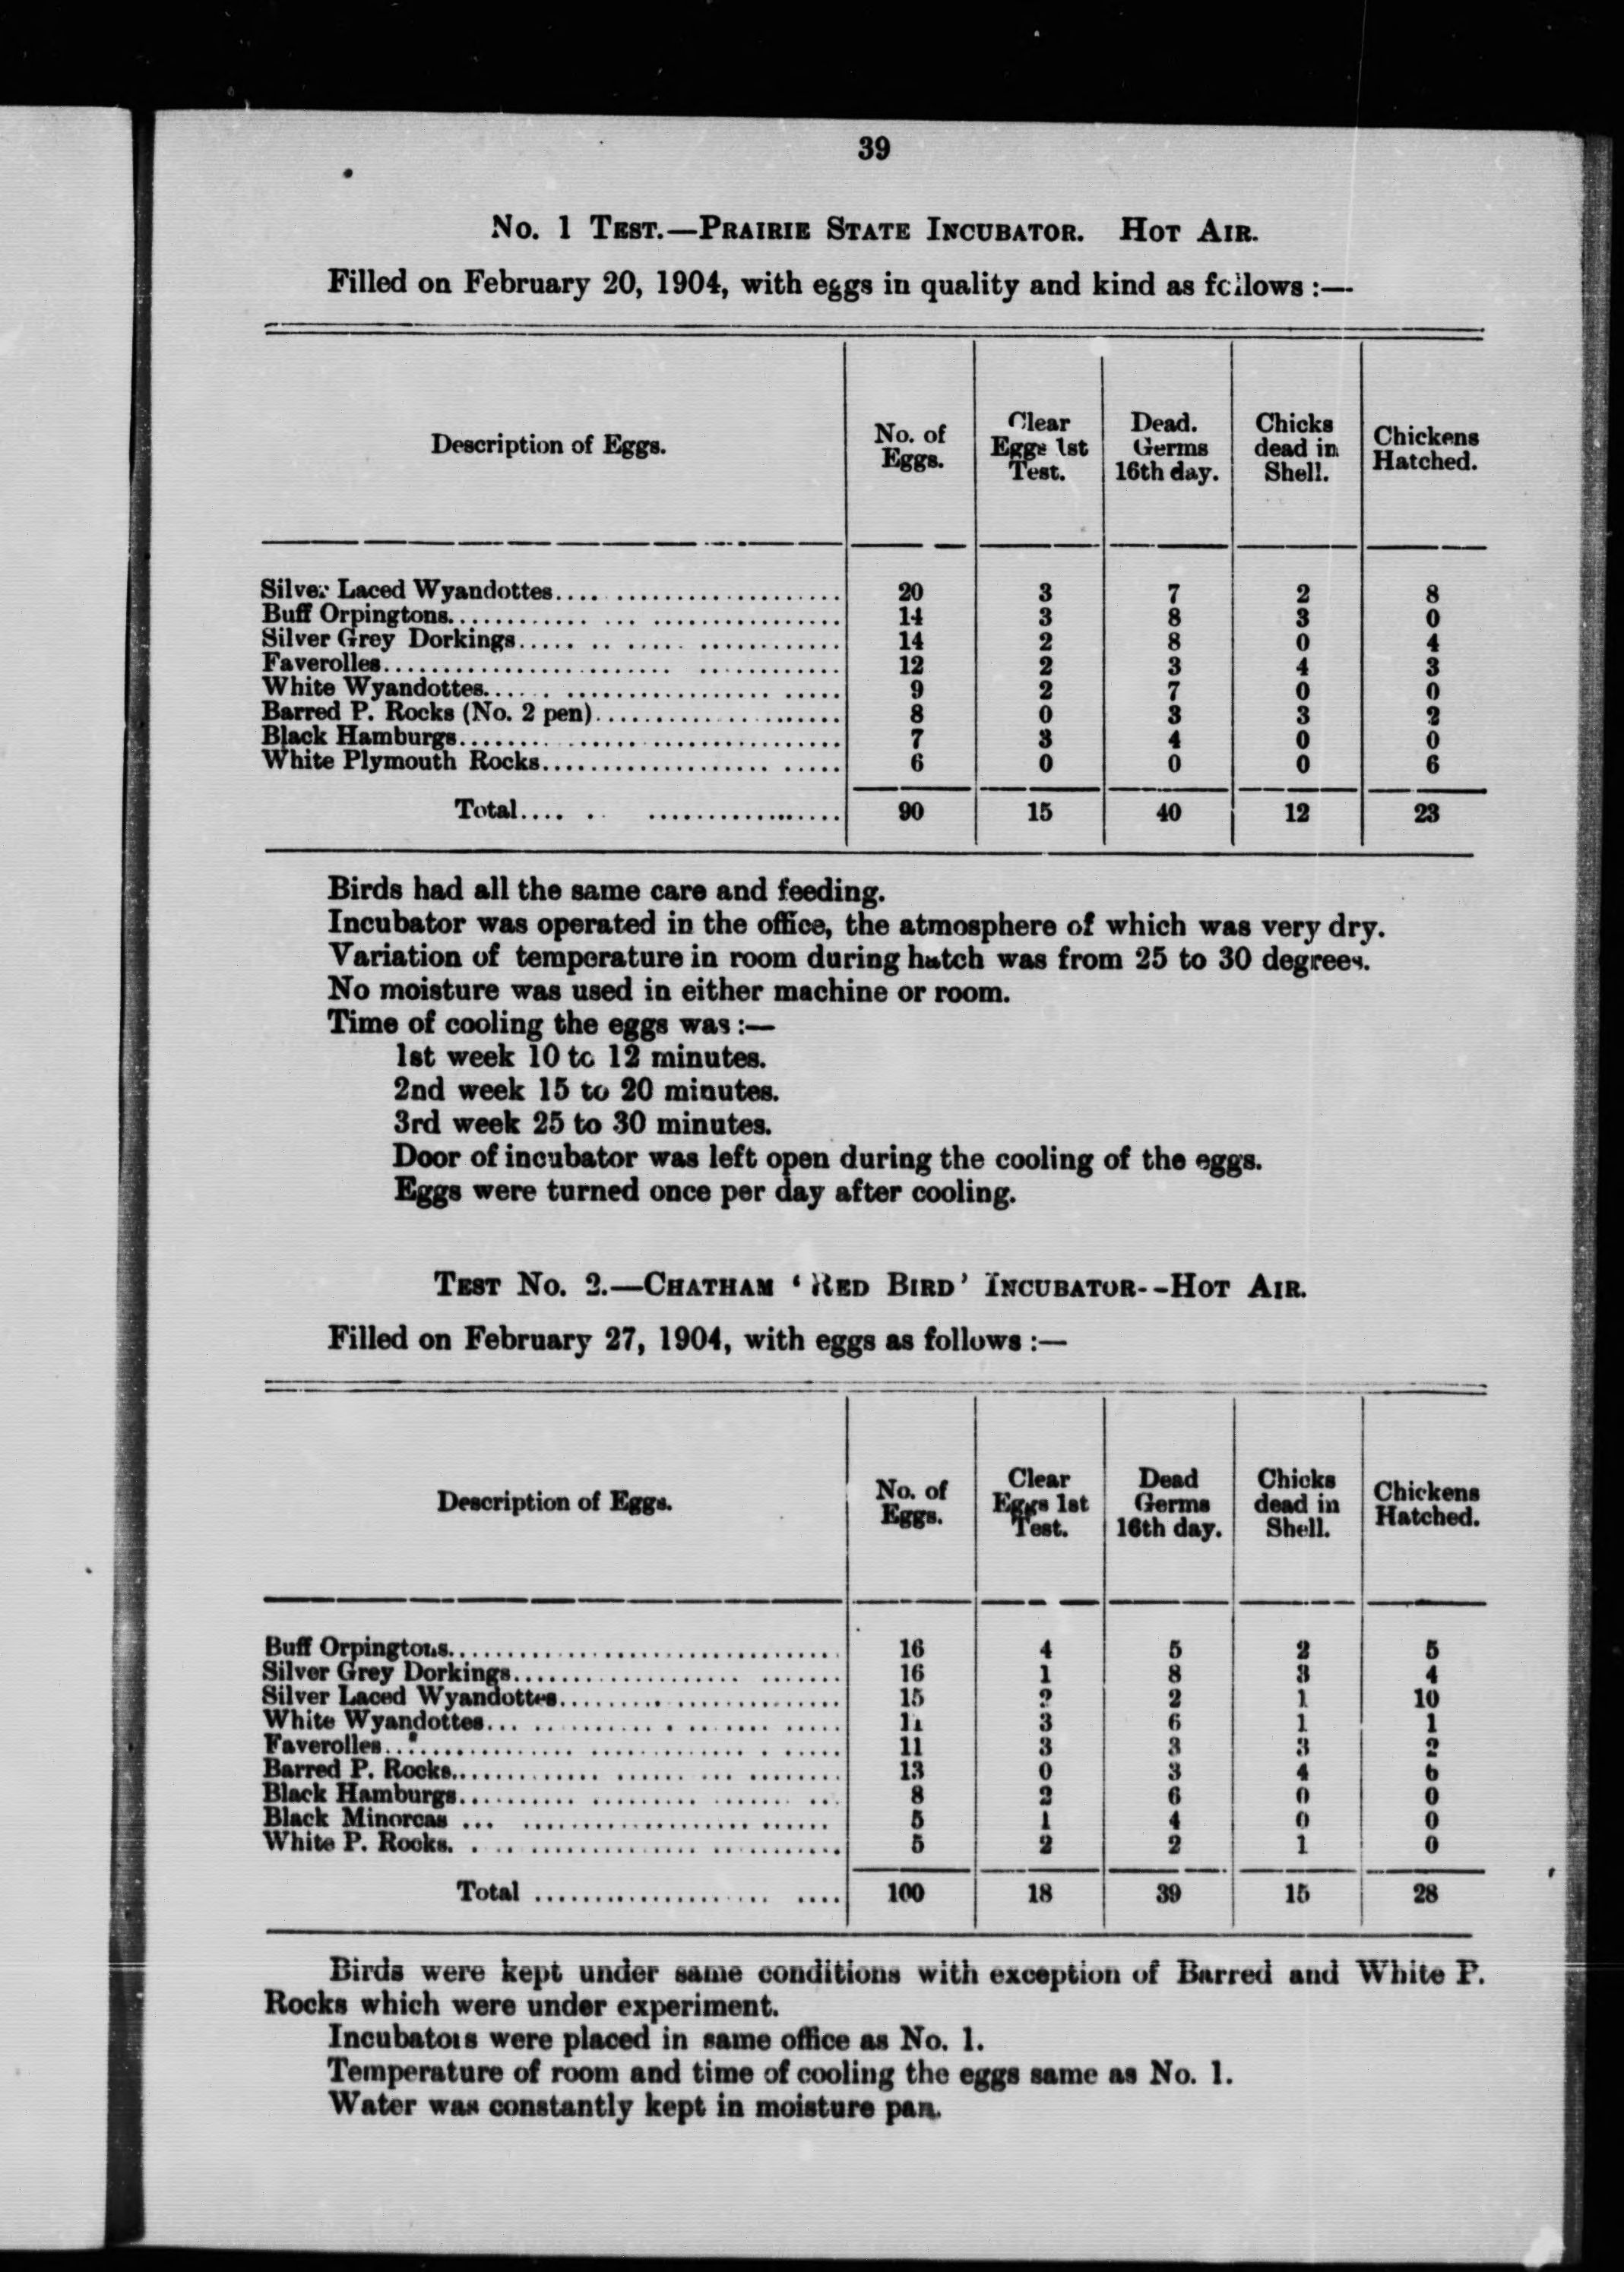 39
No. 1 Test.—Prairie State Incubator. Hot Air.
Filled on February 20, 1904, with eggs in quality and kind as follows :—
Description of Eggs. | No. of Eggs. | Clear Eggs 1st Test. | Dead. Germs 16th day. | Chicks dead in Shell. | Chickens Hatched.
Silver Laced Wyandottes 20 3 7 2 8
Buff Orpingtons 14 3 8 3 0
Silver Grey Dorkings 14 2 8 0 4
Faverolles 12 2 3 4 3
White Wyandottes 9 2 7 0 0
Barred P. Rocks (No. 2 pen) 8 0 3 3 2
Black Hamburgs 7 3 4 0 0
White Plymouth Rocks 6 0 0 0 6
Total 90 15 40 12 23
Birds had all the same care and feeding.
Incubator was operated in the office, the atmosphere of which was very dry.
Variation of temperature in room during hatch was from 25 to 30 degrees.
No moisture was used in either machine or room.
Time of cooling the eggs was :—
1st week 10 to 12 minutes.
2nd week 15 to 20 minutes.
3rd week 25 to 30 minutes.
Door of incubator was left open during the cooling of the eggs.
Eggs were turned once per day after cooling.
Test No. 2.—Chatham 'Red Bird' Incubator--Hot Air.
Filled on February 27, 1904, with eggs as follows :—
Description of Eggs. | No. of Eggs. | Clear Eggs 1st Test. | Dead Germs 16th day. | Chicks dead in Shell. | Chickens Hatched.
Buff Orpingtons 16 4 5 2 5
Silver Grey Dorkings 16 1 8 3 4
Silver Laced Wyandottes 15 2 2 1 10
White Wyandottes 11 3 6 1 1
Faverolles 11 3 3 3 2
Barred P. Rocks 13 0 3 4 6
Black Hamburgs 8 2 6 0 0
Black Minorcas 5 1 4 0 0
White P. Rocks 5 2 2 1 0
Total 100 18 39 15 28
Birds were kept under same conditions with exception of Barred and White P.
Rocks which were under experiment.
Incubators were placed in same office as No. 1.
Temperature of room and time of cooling the eggs same as No. 1.
Water was constantly kept in moisture pan.